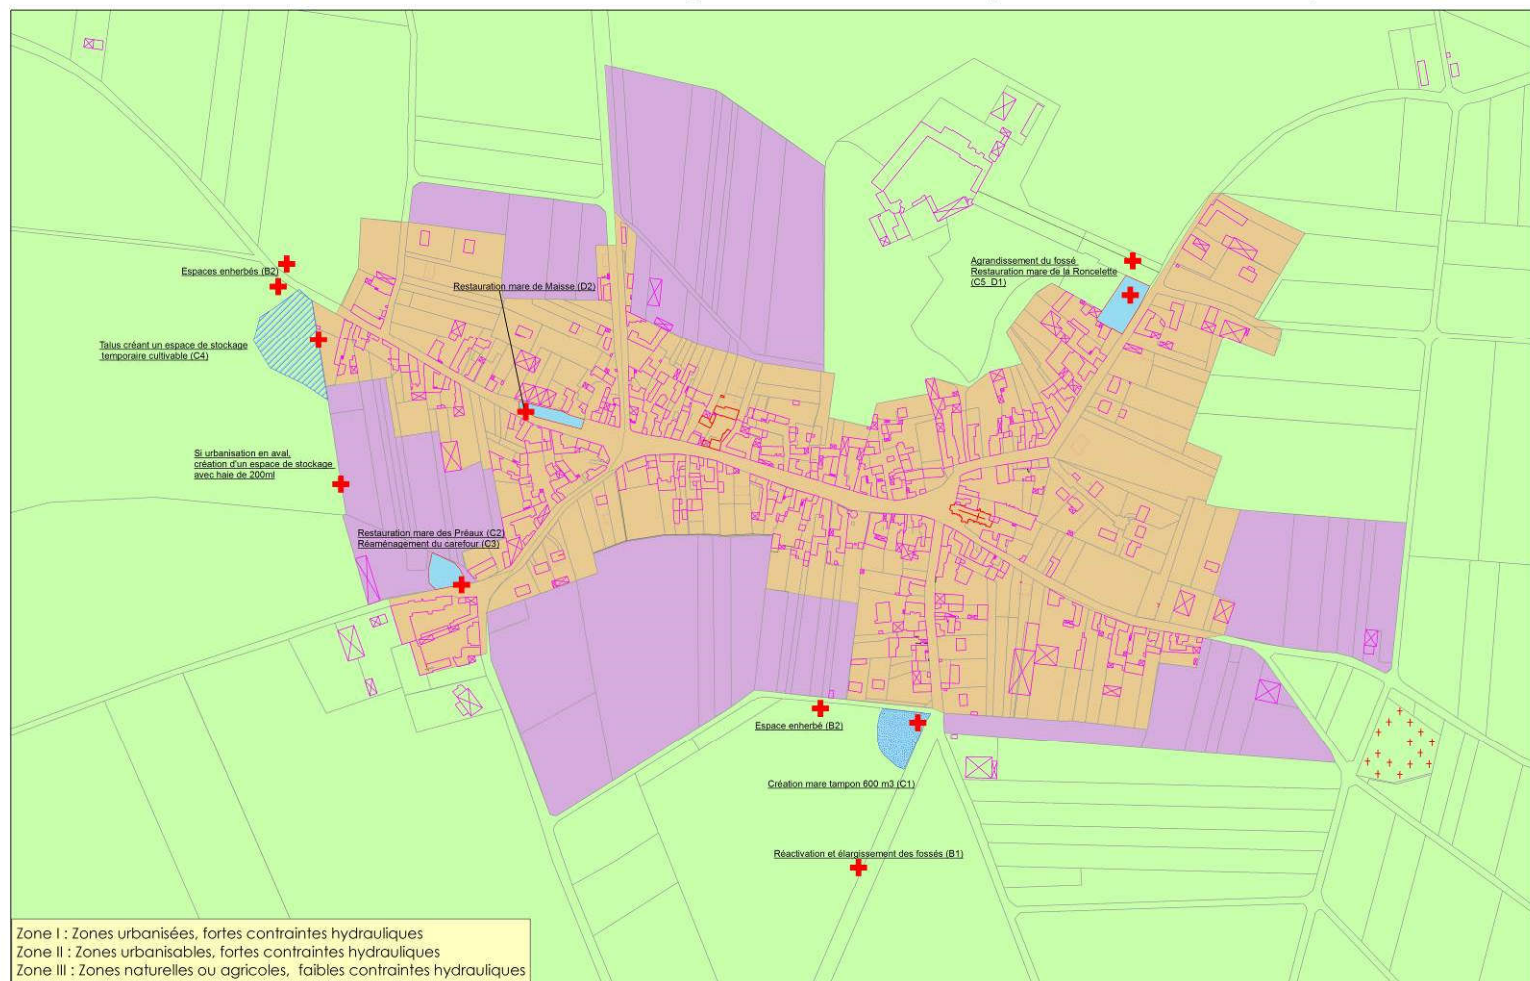 Espaces enherbés (B2)
Restauration mare de Maisse (D2)
Agrandissement du fossé
Restauration mare de la Roncelette
(C5_D1)
Talus créant un espace de stockage
temporaire cultivable (C4)
Si urbanisation en aval,
création d'un espace de stockage
avec haie de 200ml
Restauration mare des Préaux (C2)
Réaménagement du carefour (C3)
Espace enherbé (B2)
Création mare tampon 600 m3 (C1)
Réactivation et élargissement des fossés (B1)
Zone I : Zones urbanisées, fortes contraintes hydrauliques
Zone II : Zones urbanisables, fortes contraintes hydrauliques
Zone III : Zones naturelles ou agricoles, faibles contraintes hydrauliques